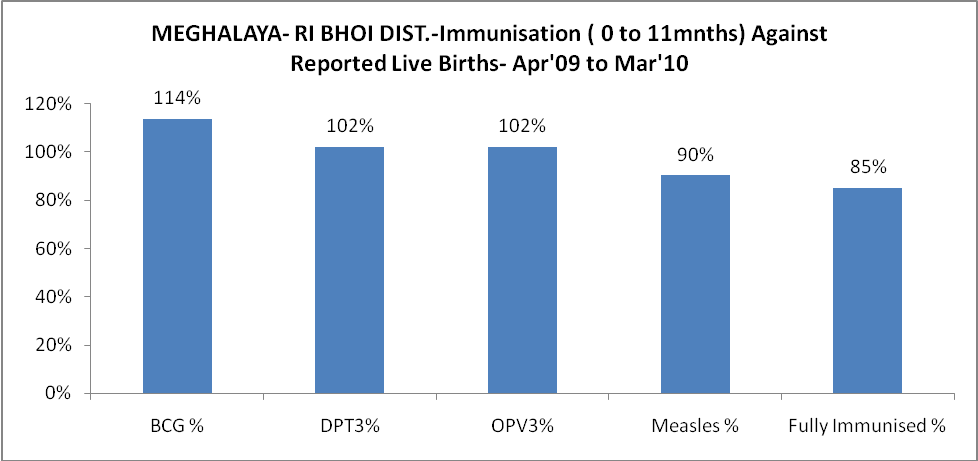 MEGHALAYA- RI BHOI DIST.-Immunisation ( 0 to 11mnths) Against
Reported Live Births- Apr'09 to Mar'10
120%
100%
80%
60%
40%
20%
0%
114%
102%
102%
90%
85%
BCG %
DPT3%
OPV3%
Measles %
Fully Immunised %